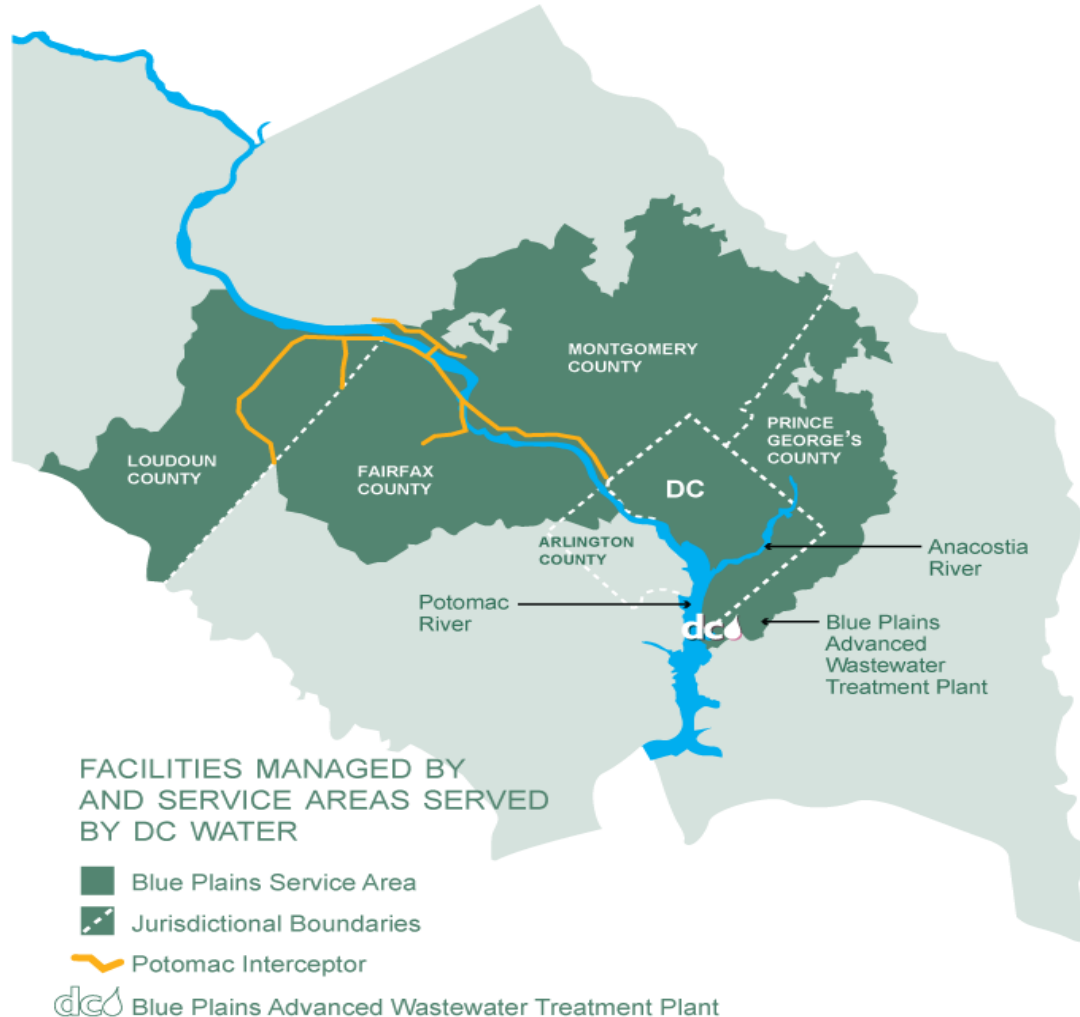 MONTGOMERY
COUNTY
PRINCE
GEORGE'S
COUNTY
LOUDOUN
COUNTY
FAIRFAX
COUNTY
DC
ARLINGTON
COUNTY
Anacostia
River
Potomac
River
dc
Blue Plains
Advanced
Wastewater
Treatment Plant
FACILITIES MANAGED BY
AND SERVICE AREAS SERVED
BY DC WATER
Blue Plains Service Area
Jurisdictional Boundaries
Potomac Interceptor
dc Blue Plains Advanced Wastewater Treatment Plant